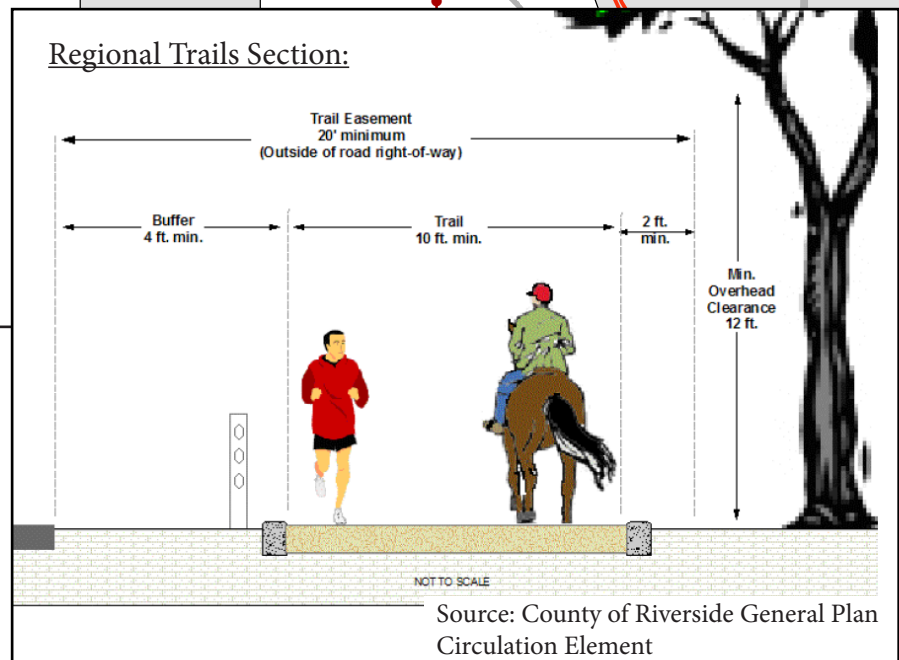 Regional Trails Section:
Trail Easement
20' minimum
(Outside of road right-of-way)
Buffer
4 ft. min.
Trail
10 ft. min.
2 ft.
min.
Min.
Overhead
Clearance
12 ft.
NOT TO SCALE
Source: County of Riverside General Plan
Circulation Element